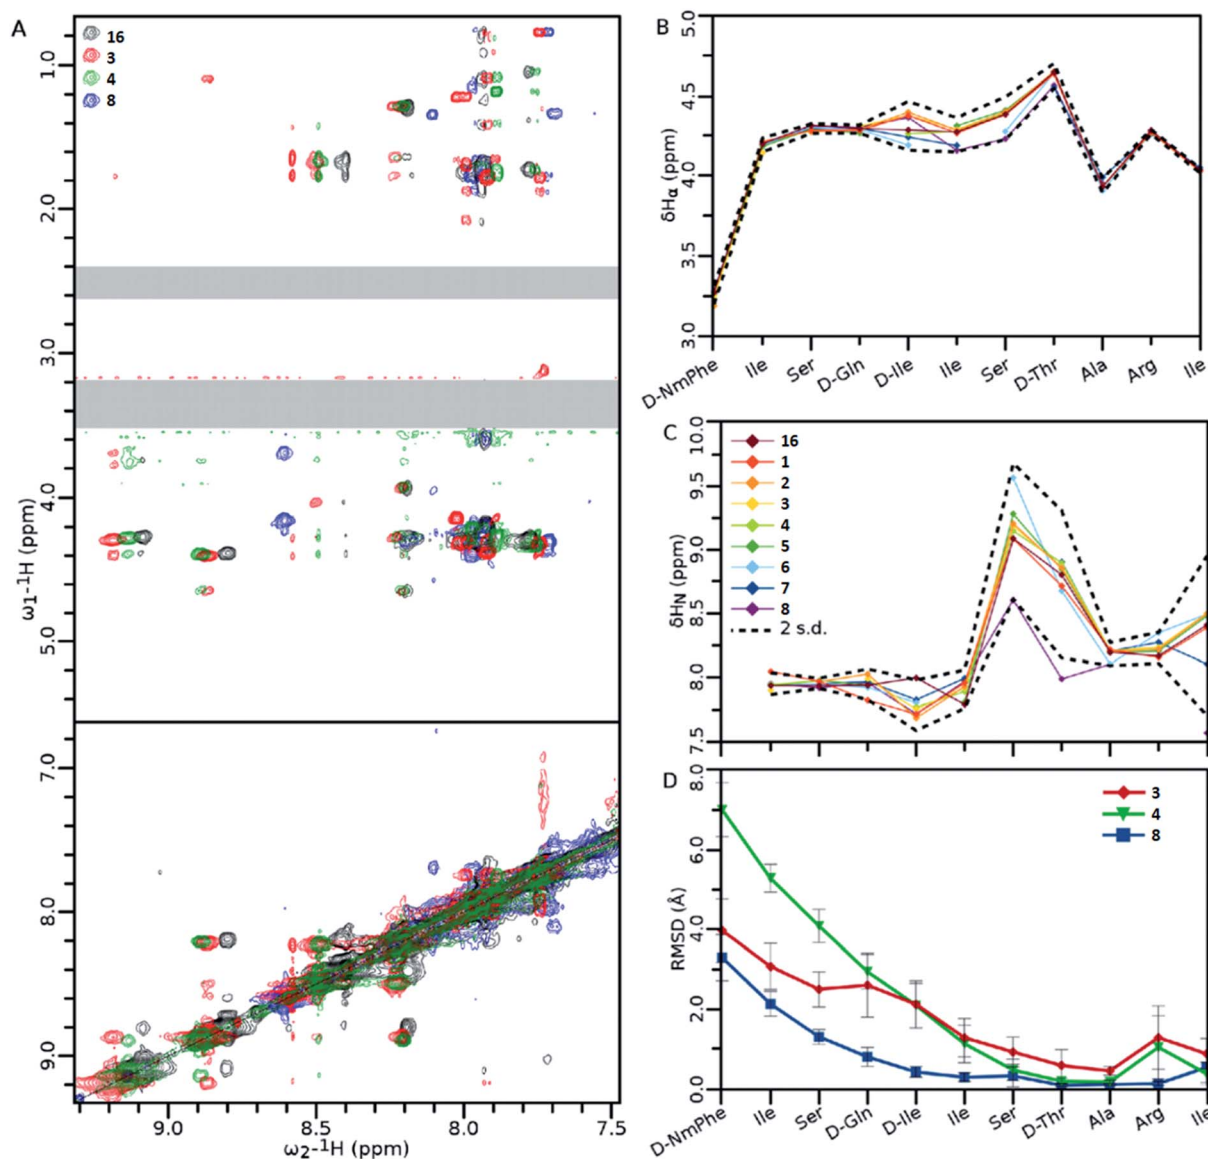 A
16
3
4
8
1.0
2.0
3.0
4.0
5.0
7.0
8.0
9.0
ω1-1H (ppm)
9.0
8.5
8.0
7.5
ω2-1H (ppm)
B
5.0
4.5
4.0
3.5
3.0
δHα (ppm)
D-NmPhe
Ile
Ser
D-Gln
D-Ile
Ile
Ser
D-Thr
Ala
Arg
Ile
C
10.0
9.5
9.0
8.5
8.0
7.5
δHN (ppm)
16
1
2
3
4
5
6
7
8
2 s.d.
D
8.0
6.0
4.0
2.0
0.0
RMSD (Å)
3
4
8
D-NmPhe
Ile
Ser
D-Gln
D-Ile
Ile
Ser
D-Thr
Ala
Arg
Ile